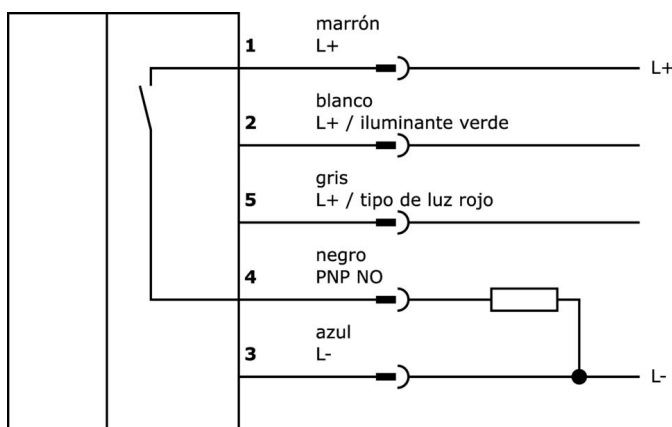 marrón
1 L+ L+
blanco
2 L+ / iluminante verde
gris
5 L+ / tipo de luz rojo
negro
4 PNP NO
azul
3 L- L-